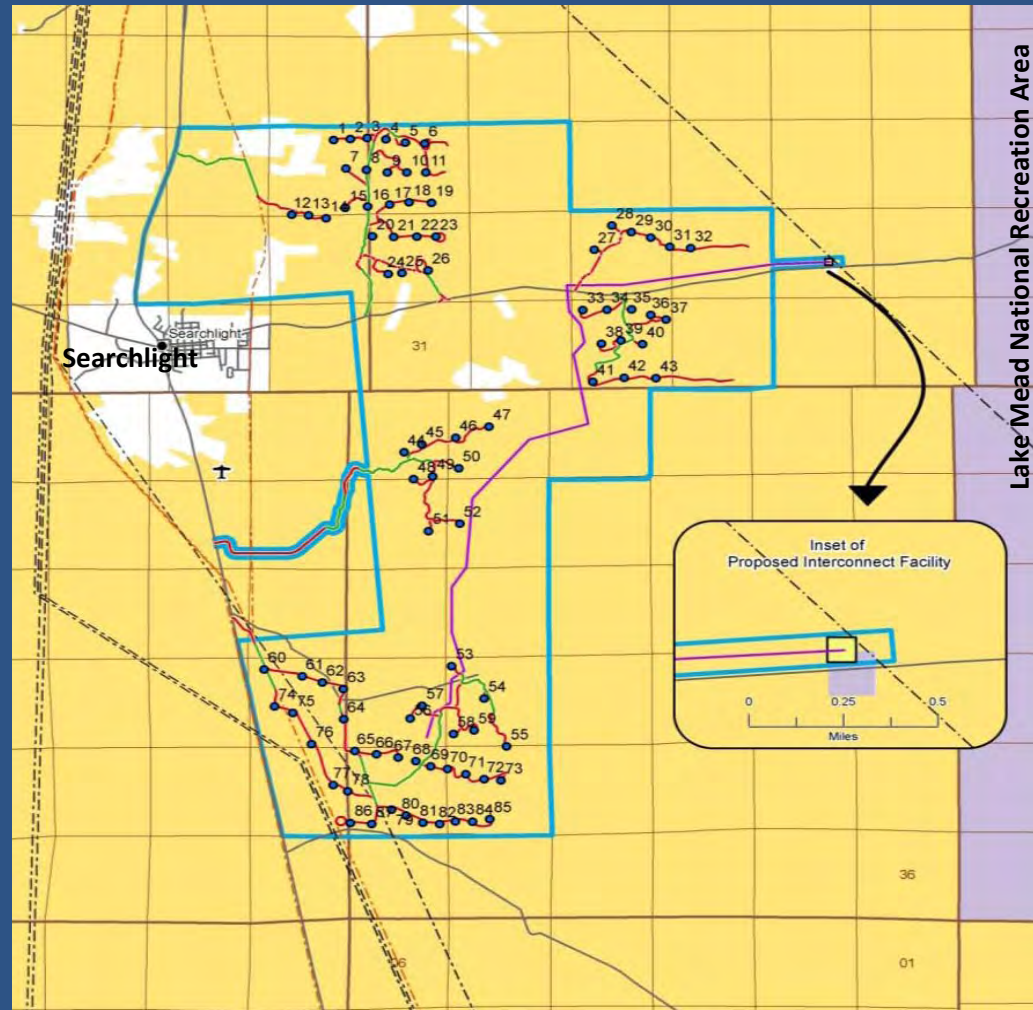 1 2 3 4 5 6
7 8 9 10 11
12 13 14 15 16 17 18 19
20 21 22 23
24 25 26
27 28 29 30 31 32
31
33 34 35 36 37
38 39 40
41 42 43
Searchlight
Searchlight
44 45 46 47
48 49 50
51 52
53
54
55
56 57
58 59
60 61 62 63
64
65 66 67 68 69 70 71 72 73
74 75
76
77 78
79 80 81 82 83 84 85
86 87
36
06
01
Lake Mead National Recreation Area
Inset of
Proposed Interconnect Facility
0 0.25 0.5
Miles